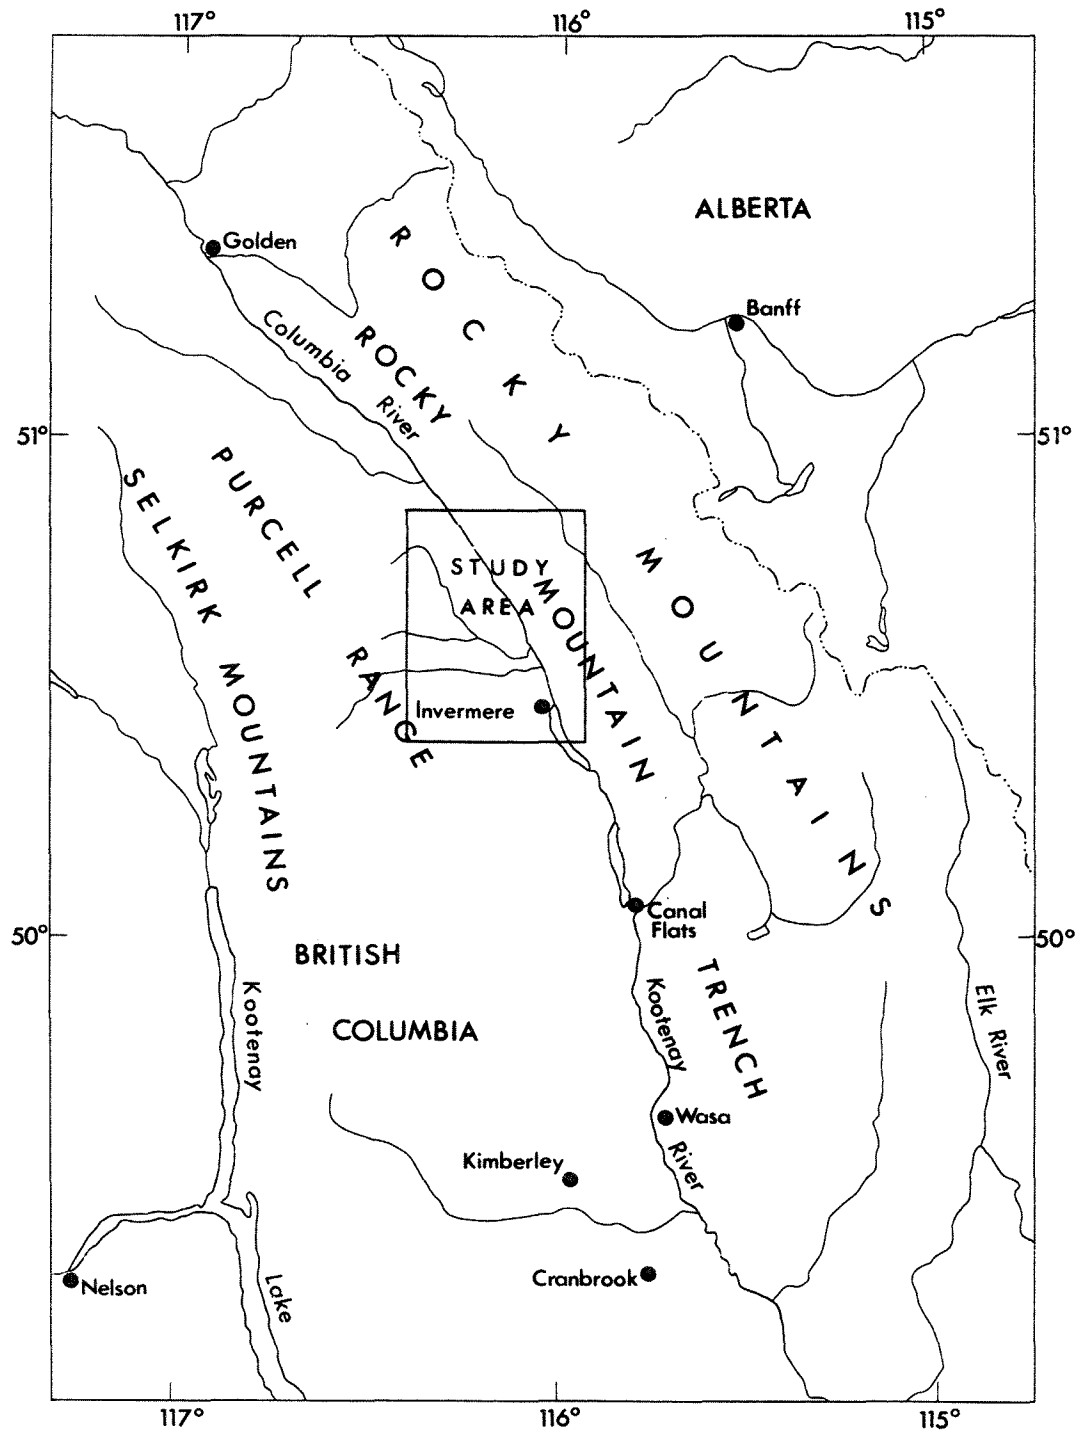 117° 116° 115°
ALBERTA
Golden
ROCKY MOUNTAINS
Banff
Columbia River
ROCKY MOUNTAIN TRENCH
51° 51°
PURCELL RANGE
SELKIRK MOUNTAINS
STUDY
AREA
Invermere
Canal
Flats
50° 50°
BRITISH
COLUMBIA
Kootenay Lake
Kootenay River
Elk River
Wasa
Kimberley
Cranbrook
Nelson
117° 116° 115°